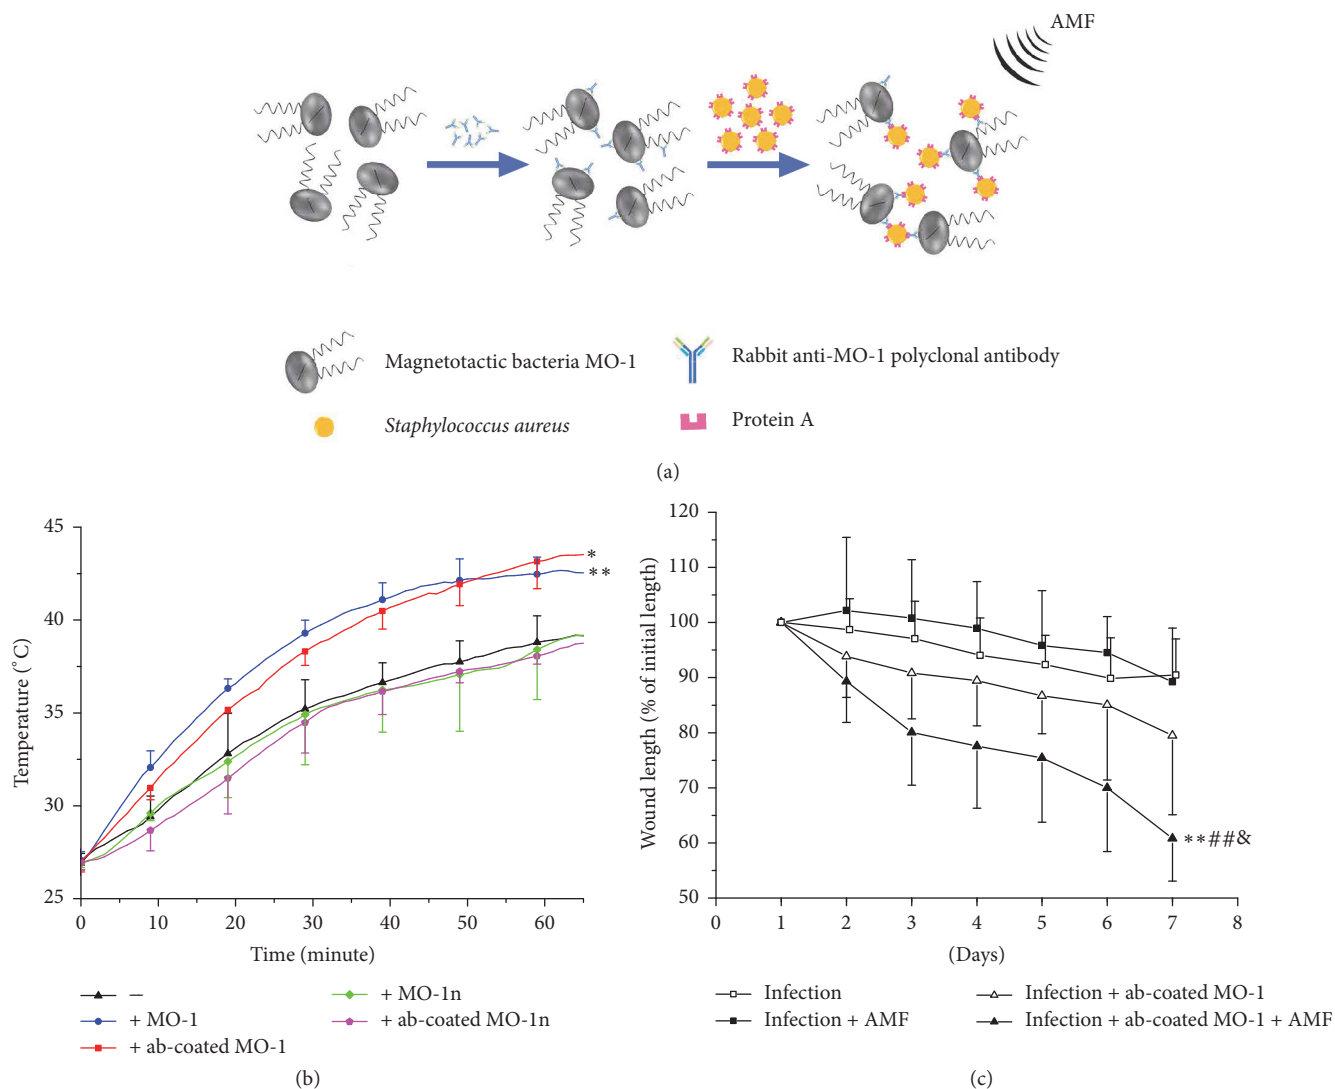 AMF
Magnetotactic bacteria MO-1
Rabbit anti-MO-1 polyclonal antibody
Staphylococcus aureus
Protein A
(a)
45
40
35
30
25
Temperature (°C)
0 10 20 30 40 50 60
Time (minute)
*
**
–
+ MO-1
+ ab-coated MO-1
+ MO-1n
+ ab-coated MO-1n
(b)
120
110
100
90
80
70
60
50
Wound length (% of initial length)
0 1 2 3 4 5 6 7 8
(Days)
**##&
Infection
Infection + AMF
Infection + ab-coated MO-1
Infection + ab-coated MO-1 + AMF
(c)